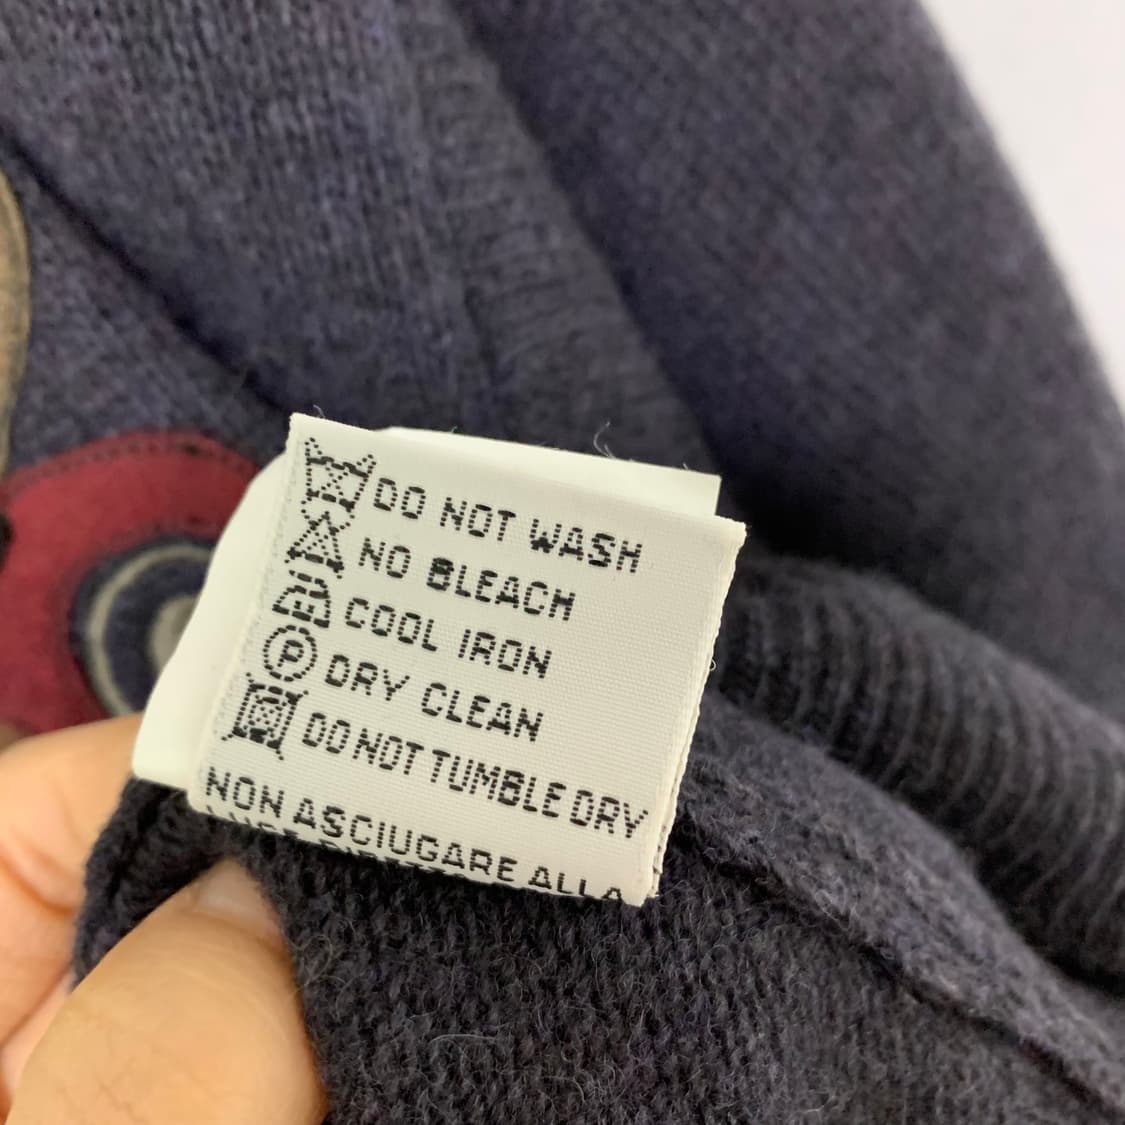 DO NOT WASH
NO BLEACH
COOL IRON
P DRY CLEAN
DO NOT TUMBLE DRY
NON ASCIUGARE ALLA